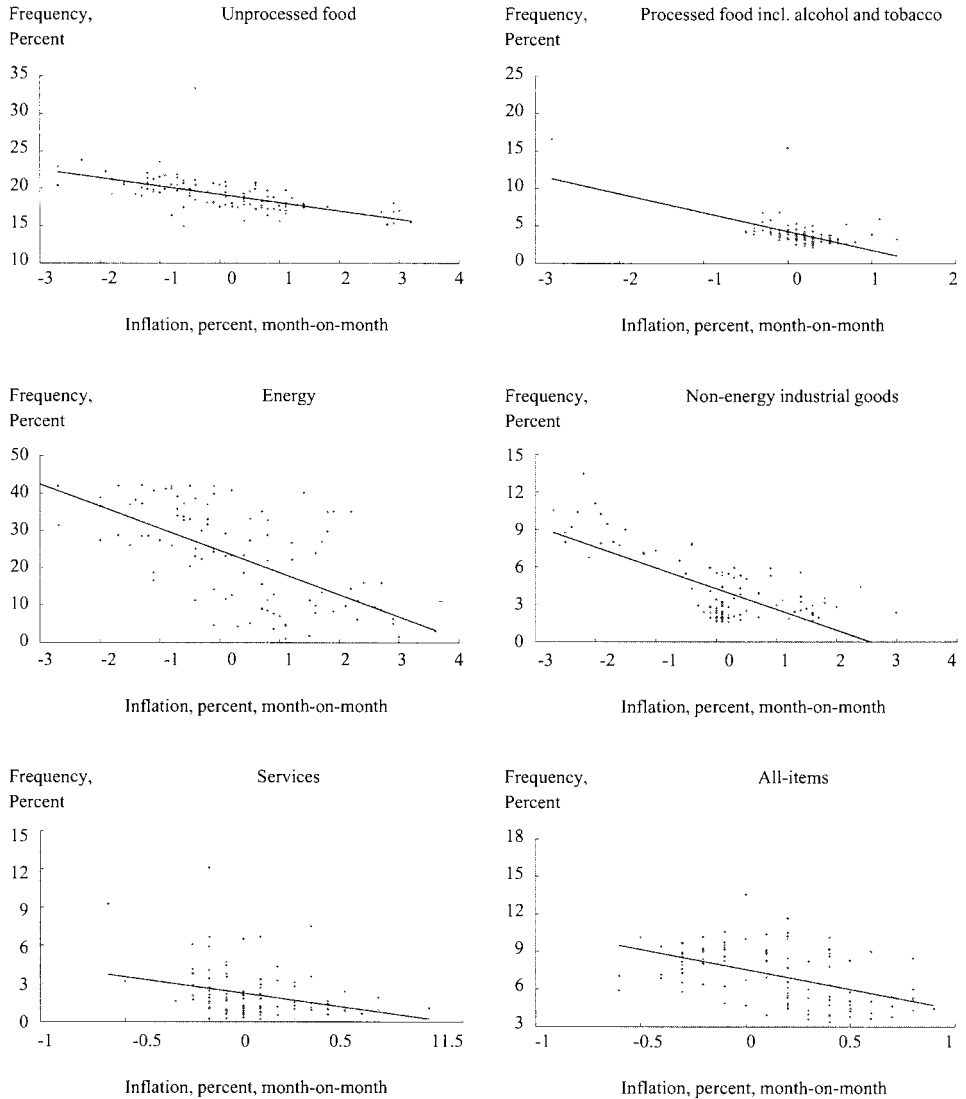 Frequency, Unprocessed food
Percent
35
30
25
20
15
10
-3 -2 -1 0 1 2 3 4
Inflation, percent, month-on-month
Frequency, Processed food incl. alcohol and tobacco
Percent
25
20
15
10
5
0
-3 -2 -1 0 1 2
Inflation, percent, month-on-month
Frequency, Energy
Percent
50
40
30
20
10
0
-3 -2 -1 0 1 2 3 4
Inflation, percent, month-on-month
Frequency, Non-energy industrial goods
Percent
15
12
9
6
3
0
-3 -2 -1 0 1 2 3 4
Inflation, percent, month-on-month
Frequency, Services
Percent
15
12
9
6
3
0
-1 -0.5 0 0.5 11.5
Inflation, percent, month-on-month
Frequency, All-items
Percent
18
15
12
9
6
3
-1 -0.5 0 0.5 1
Inflation, percent, month-on-month